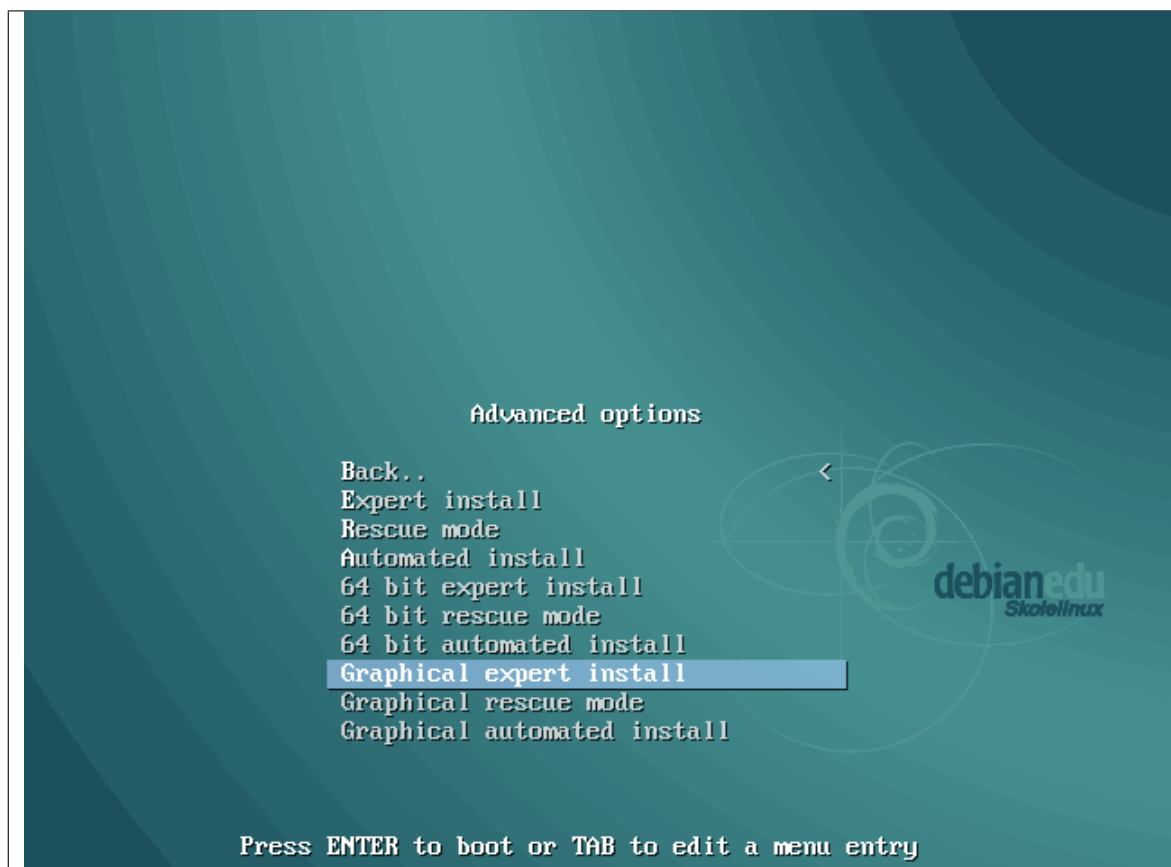 Advanced options
Back.. <
Expert install
Rescue mode
Automated install
64 bit expert install
64 bit rescue mode
64 bit automated install
Graphical expert install
Graphical rescue mode
Graphical automated install
debianedu
Skolelinux
Press ENTER to boot or TAB to edit a menu entry